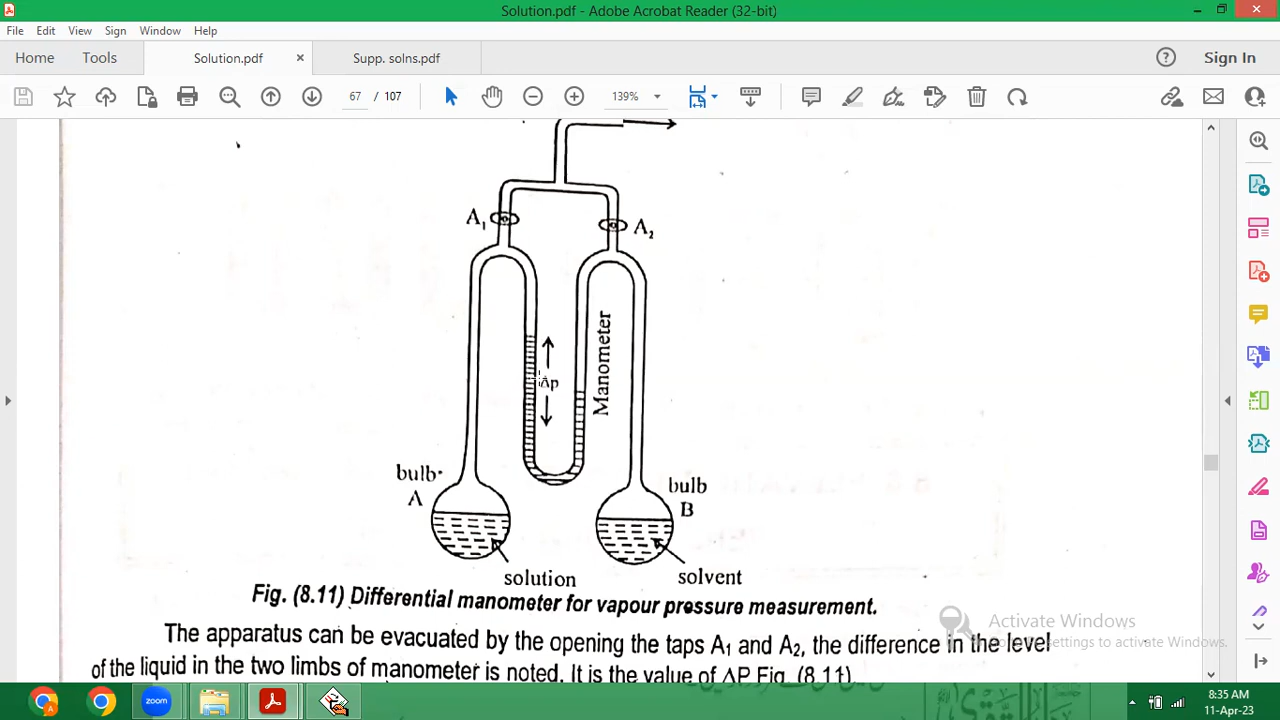 Solution.pdf - Adobe Acrobat Reader (32-bit)
File Edit View Sign Window Help
Home Tools Solution.pdf × Supp. solns.pdf Sign In
67 / 107 139%
A₁ A₂
Manometer
Δp
bulb
A
bulb
B
solution solvent
Fig. (8.11) Differential manometer for vapour pressure measurement.
The apparatus can be evacuated by the opening the taps A₁ and A₂, the difference in the level
of the liquid in the two limbs of manometer is noted. It is the value of ΔP Fig. (8.11).
Activate Windows
Go to settings to activate Windows.
zoom
8:35 AM
11-Apr-23